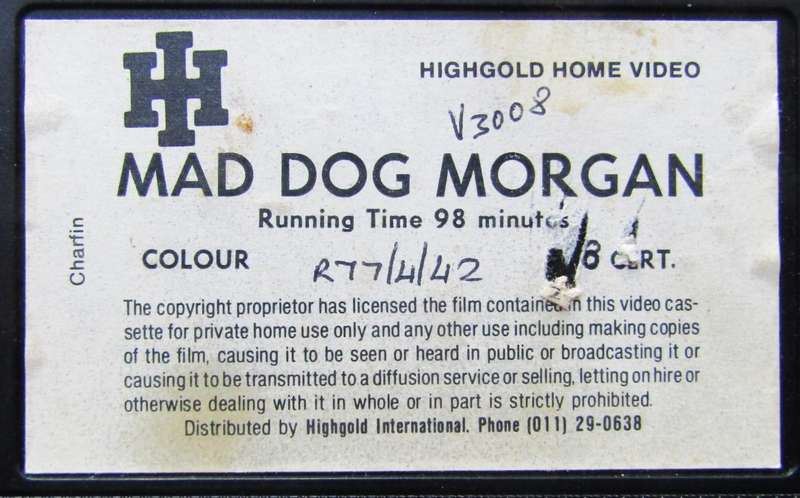 HIGHGOLD HOME VIDEO
V3008
MAD DOG MORGAN
Running Time 98 minutes
COLOUR R77/4/42 CERT.
Charfin
The copyright proprietor has licensed the film contained in this video cas-
sette for private home use only and any other use including making copies
of the film, causing it to be seen or heard in public or broadcasting it or
causing it to be transmitted to a diffusion service or selling, letting on hire or
otherwise dealing with it in whole or in part is strictly prohibited.
Distributed by Highgold International. Phone (011) 29-0638